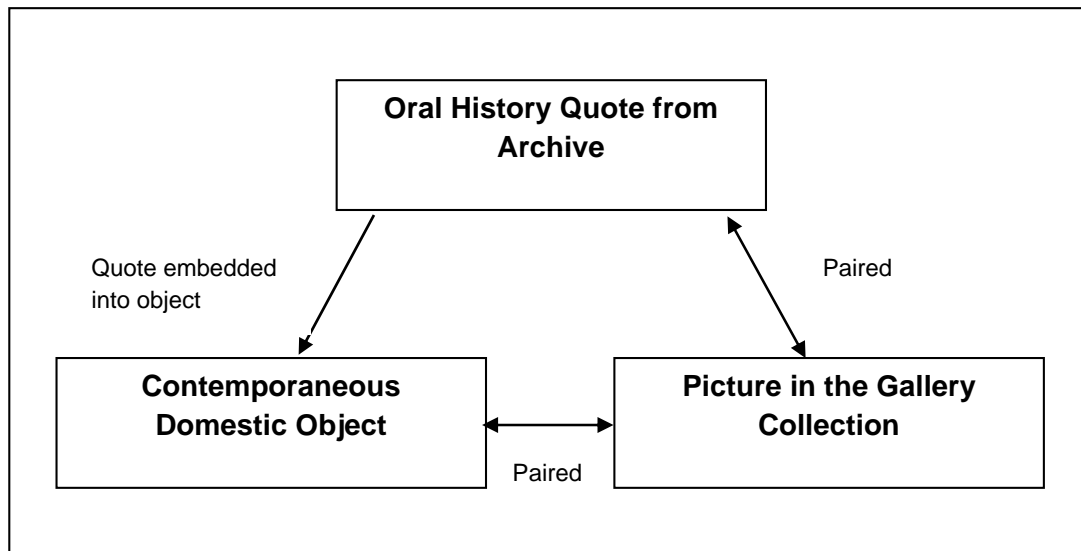 Oral History Quote from
Archive
Quote embedded
into object
Paired
Contemporaneous
Domestic Object
Picture in the Gallery
Collection
Paired